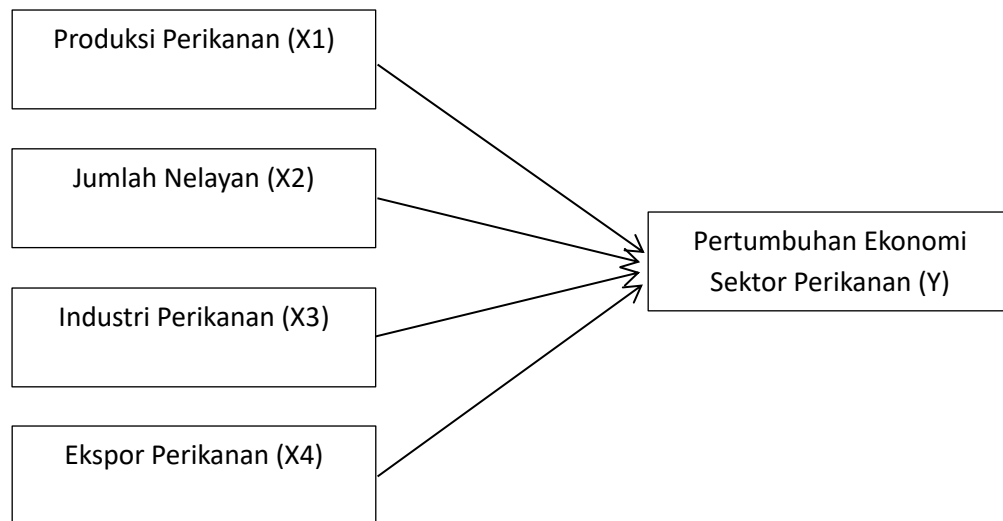 Produksi Perikanan (X1)
Jumlah Nelayan (X2)
Industri Perikanan (X3)
Ekspor Perikanan (X4)
Pertumbuhan Ekonomi
Sektor Perikanan (Y)